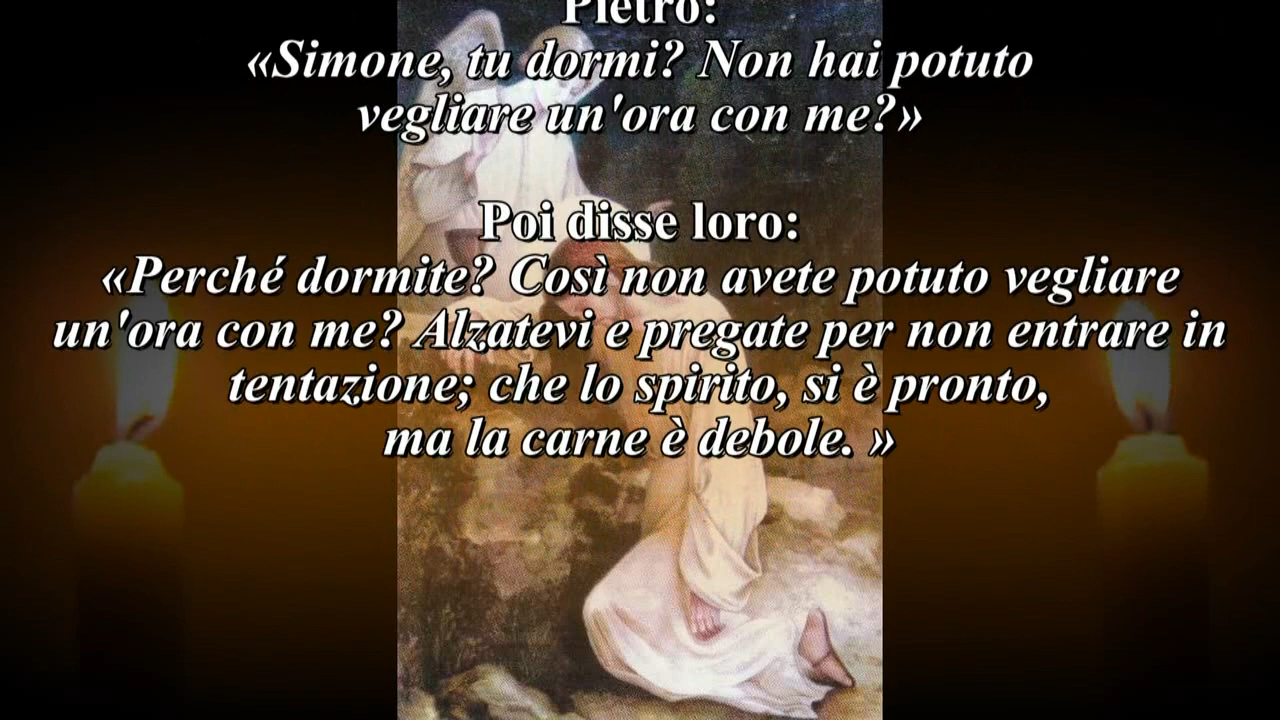 Pietro:
«Simone, tu dormi? Non hai potuto
vegliare un'ora con me?»
Poi disse loro:
«Perché dormite? Così non avete potuto vegliare
un'ora con me? Alzatevi e pregate per non entrare in
tentazione; che lo spirito, si è pronto,
ma la carne è debole. »